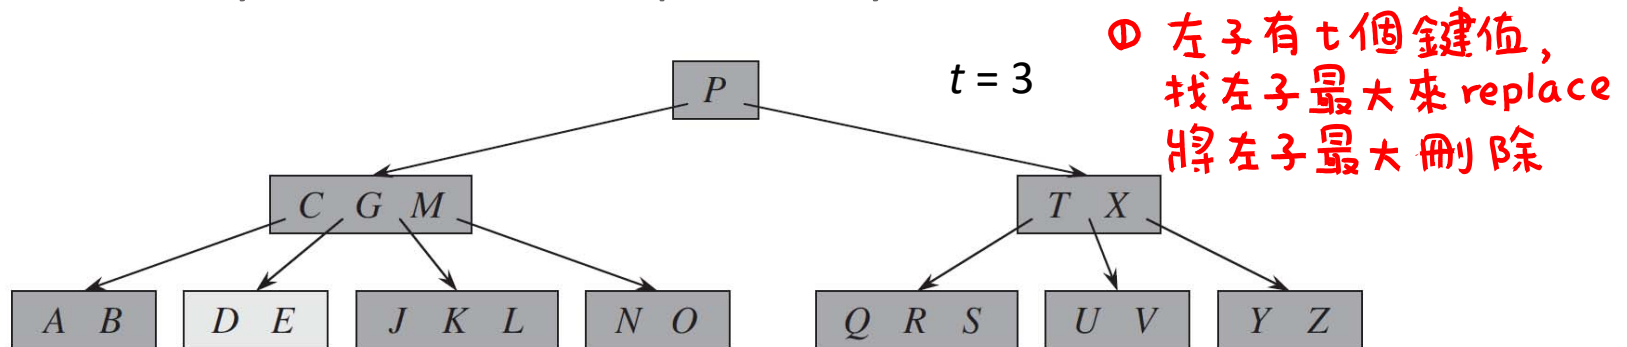 ① 左子有t個鍵值,
找左子最大來replace
將左子最大刪除
t = 3
P
C G M
T X
A B
D E
J K L
N O
Q R S
U V
Y Z